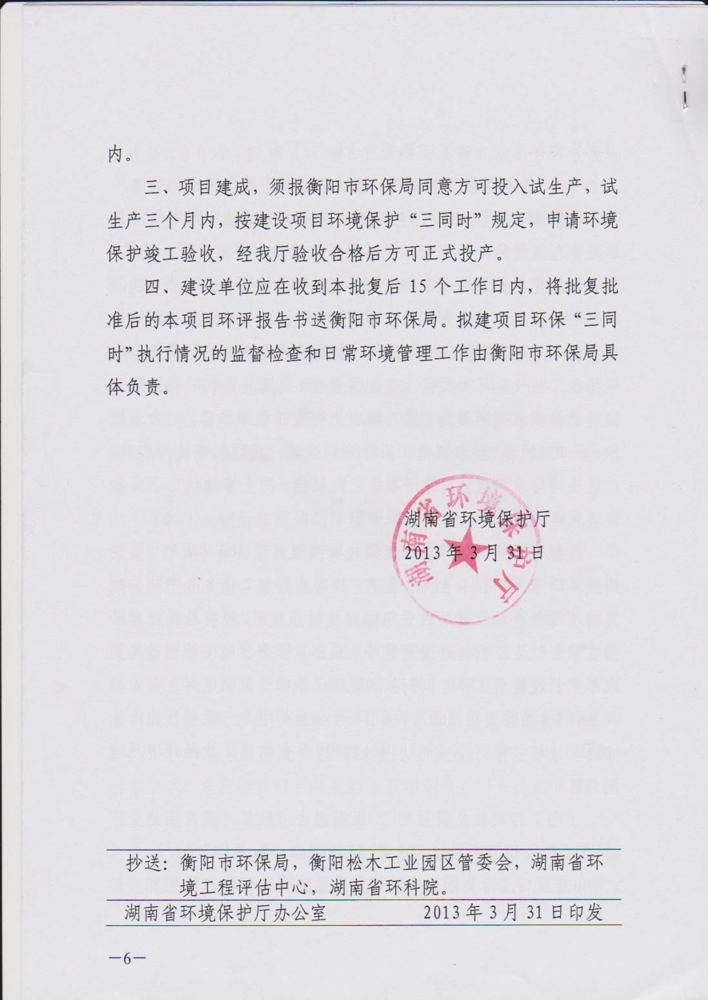 内。
三、项目建成，须报衡阳市环保局同意方可投入试生产，试
生产三个月内，按建设项目环境保护“三同时”规定，申请环境
保护竣工验收，经我厅验收合格后方可正式投产。
四、建设单位应在收到本批复后 15 个工作日内，将批复批
准后的本项目环评报告书送衡阳市环保局。拟建项目环保“三同
时”执行情况的监督检查和日常环境管理工作由衡阳市环保局具
体负责。
湖南省环境保护厅
湖南省环境保护厅
2013 年 3 月 31 日
抄送：衡阳市环保局，衡阳松木工业园区管委会，湖南省环
境工程评估中心，湖南省环科院。
湖南省环境保护厅办公室 2013 年 3 月 31 日印发
—6—